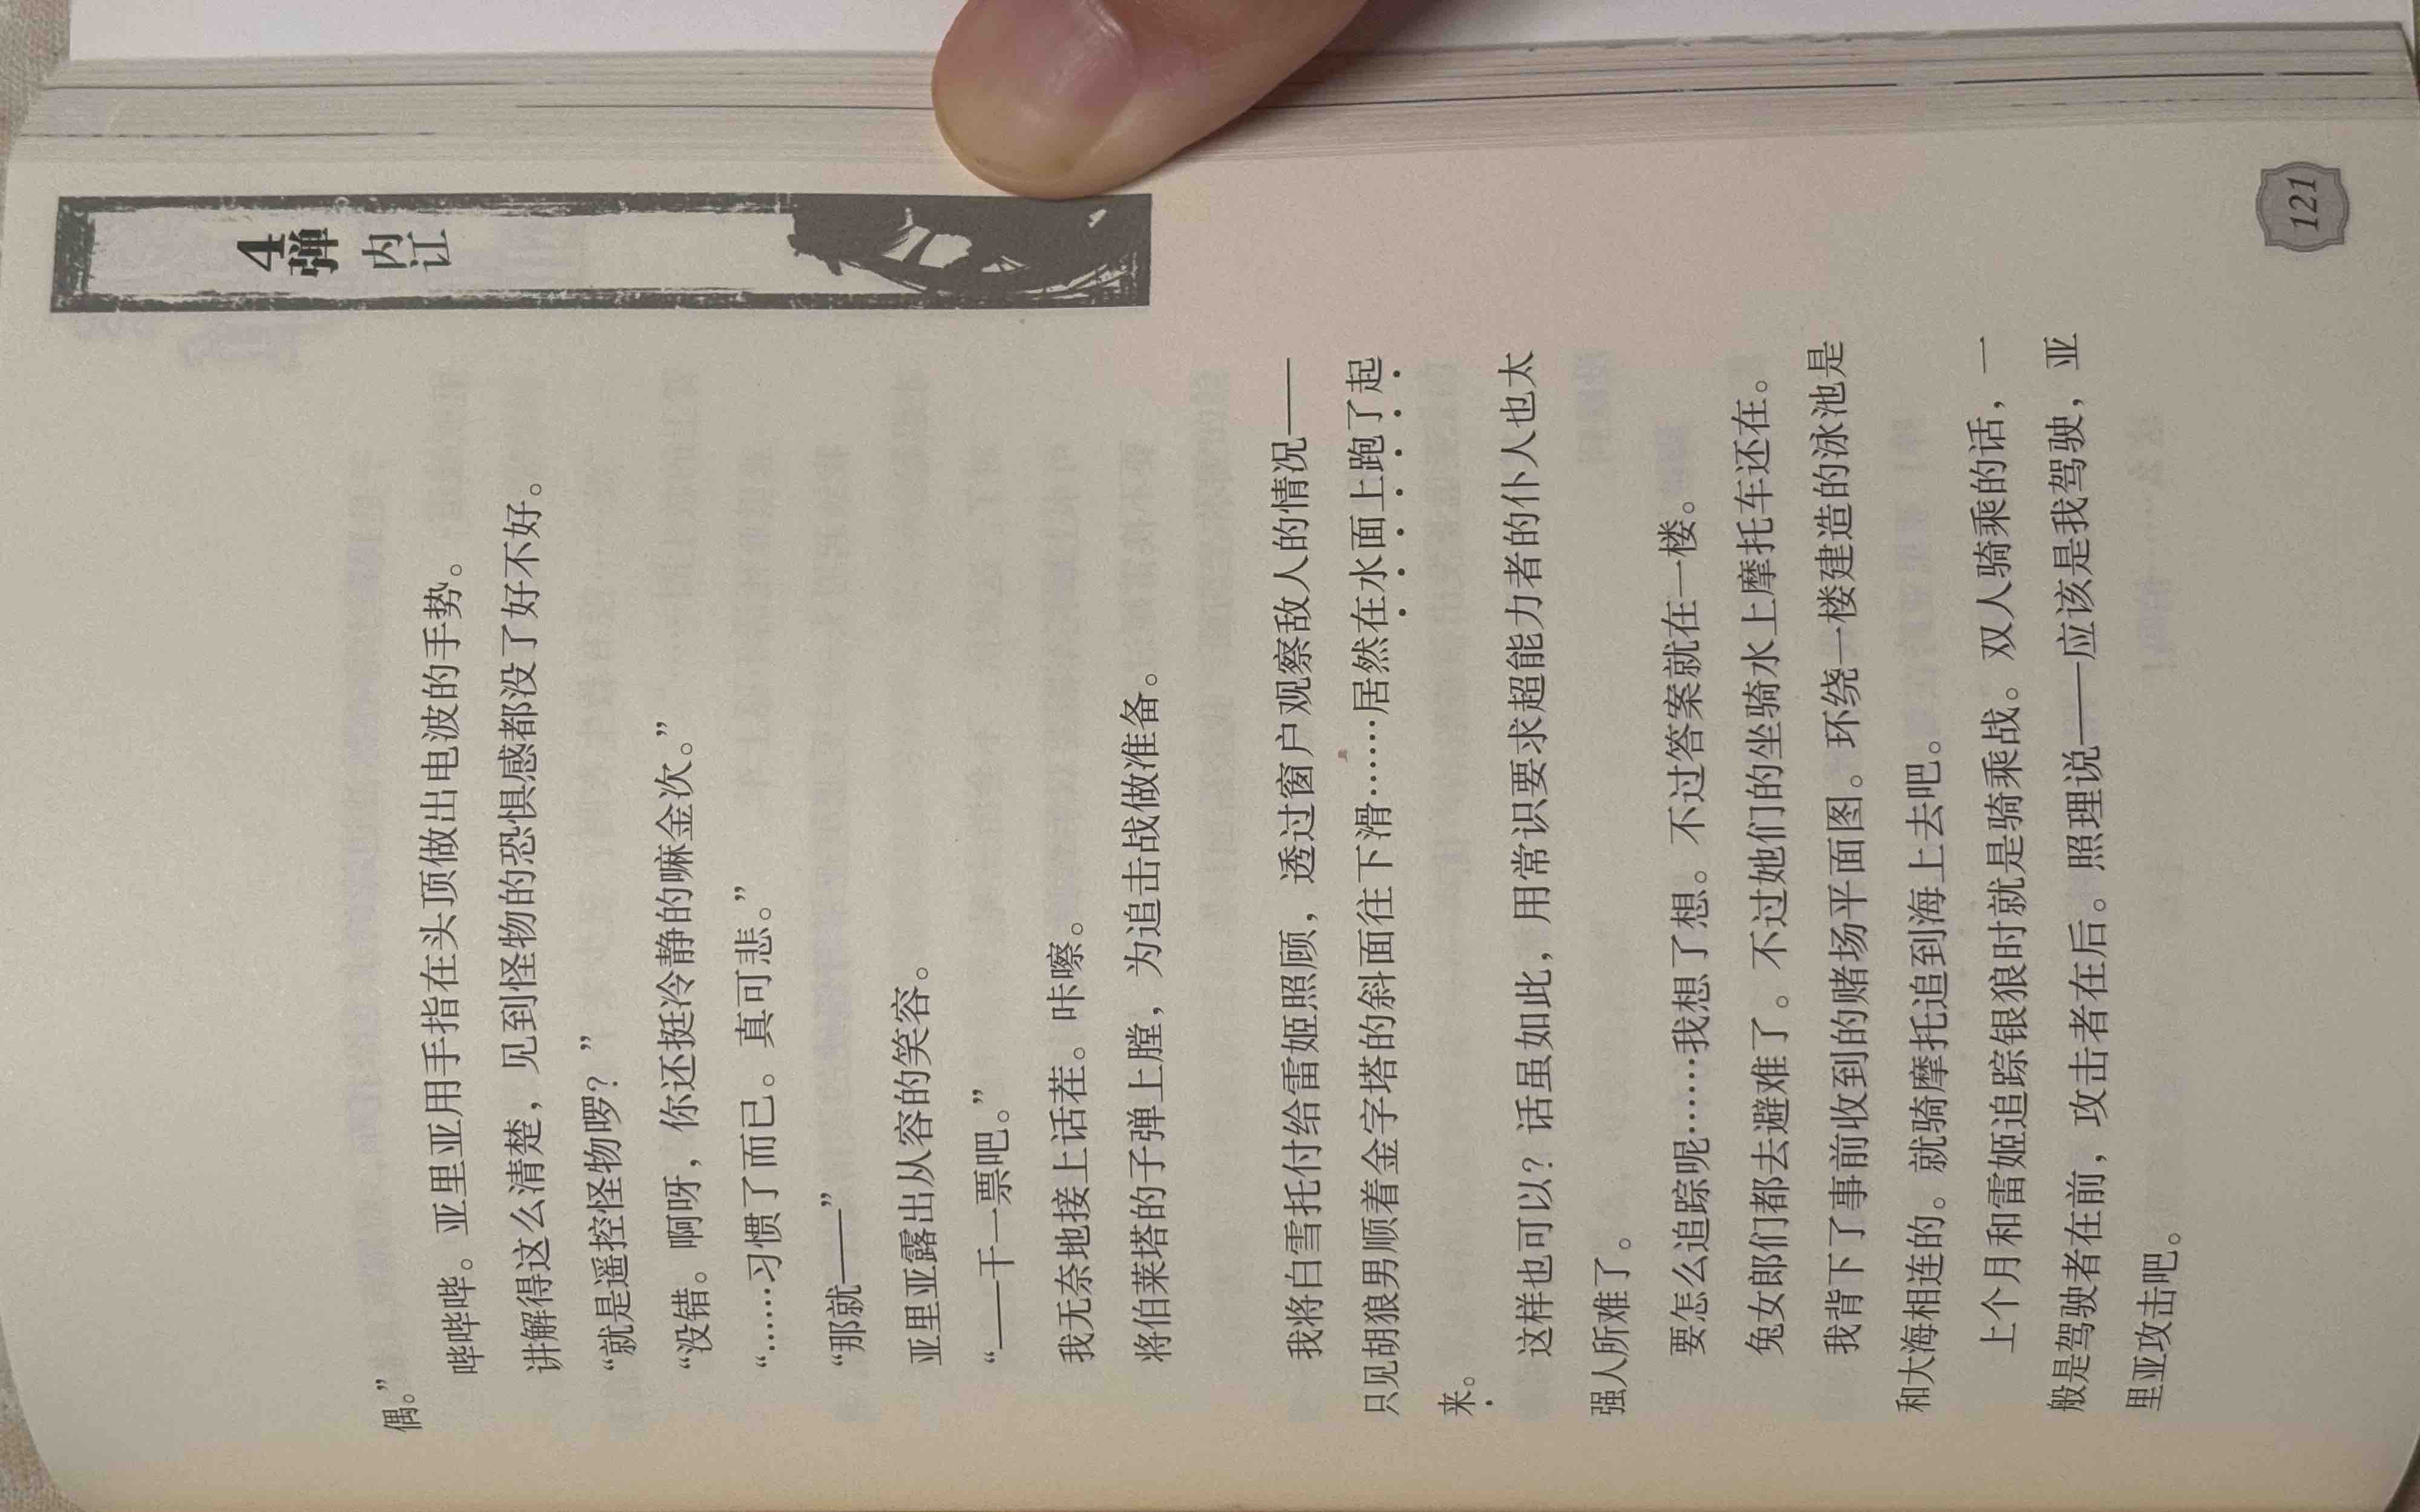 4弹 内讧
偶。”
哔哔哔。亚里亚用手指在头顶做出电波的手势。
讲解得这么清楚，见到怪物的恐惧感都没了好不好。
“就是遥控怪物啰？”
“没错。啊呀，你还挺冷静的嘛金次。”
“……习惯了而已。真可悲。”
“那就——”
亚里亚露出从容的笑容。
“——干一票吧。”
我无奈地接上话茬。咔嚓。
将伯莱塔的子弹上膛，为追击战做准备。
我将白雪托付给雷姬照顾，透过窗户观察敌人的情况——
只见胡狼男顺着金字塔的斜面往下滑……居然在水面上跑了起
来。
这样也可以？话虽如此，用常识要求超能力者的仆人也太
强人所难了。
要怎么追踪呢……我想了想。不过答案就在一楼。
兔女郎们都去避难了。不过她们的坐骑水上摩托车还在。
我背下了事前收到的赌场平面图。环绕一楼建造的泳池是
和大海相连的。就骑摩托追到海上去吧。
上个月和雷姬追踪银狼时就是骑乘战。双人骑乘的话，一
般是驾驶者在前，攻击者在后。照理说——应该是我驾驶，亚
里亚攻击吧。
121